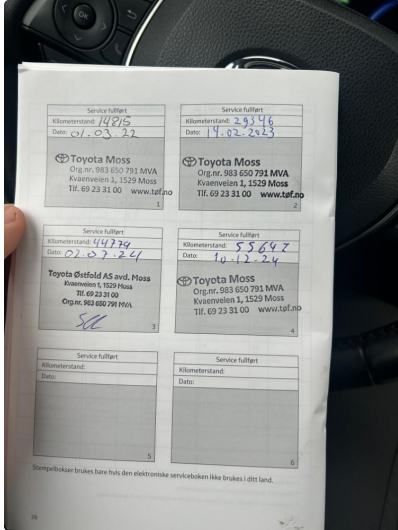 OK
Service fullført
Kilometerstand: 14815
Dato: 01.03.22
Toyota Moss
Org.nr. 983 650 791 MVA
Kvaenveien 1, 1529 Moss
Tlf. 69 23 31 00 www.tøf.no
1
Service fullført
Kilometerstand: 29346
Dato: 14.02.2023
Toyota Moss
Org.nr. 983 650 791 MVA
Kvaenveien 1, 1529 Moss
Tlf. 69 23 31 00 www.tøf.no
2
Service fullført
Kilometerstand: 44779
Dato: 02.07.24
Toyota Østfold AS avd. Moss
Kvaenveien 1, 1529 Moss
Tlf. 69 23 31 00
Org.nr. 983 650 791 MVA
3
Service fullført
Kilometerstand: 55647
Dato: 10.12.24
Toyota Moss
Org.nr. 983 650 791 MVA
Kvaenveien 1, 1529 Moss
Tlf. 69 23 31 00 www.tøf.no
4
Service fullført
Kilometerstand:
Dato:
5
Service fullført
Kilometerstand:
Dato:
6
Stempelbokser brukes bare hvis den elektroniske serviceboken ikke brukes i ditt land.